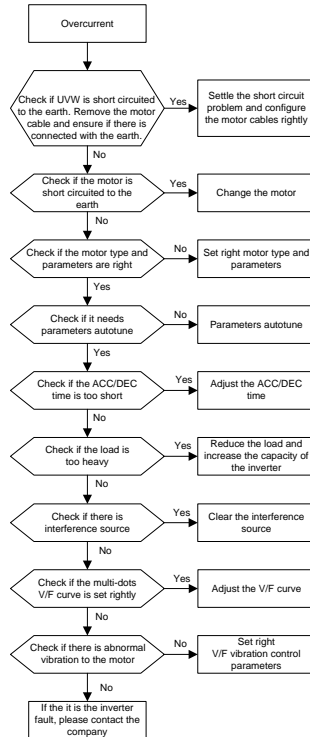 Overcurrent
Check if UVW is short circuited
to the earth. Remove the motor
cable and ensure if there is
connected with the earth.
Yes
Settle the short circuit
problem and configure
the motor cables rightly
No
Check if the motor is
short circuited to the
earth
Yes
Change the motor
No
Check if the motor type and
parameters are right
No
Set right motor type and
parameters
Yes
Check if it needs
parameters autotune
No
Parameters autotune
Yes
Check if the ACC/DEC
time is too short
Yes
Adjust the ACC/DEC
time
No
Check if the load is
too heavy
Yes
Reduce the load and
increase the capacity of
the inverter
No
Check if there is
interference source
Yes
Clear the interference
source
No
Check if the multi-dots
V/F curve is set rightly
Yes
Adjust the V/F curve
No
Check if there is abnormal
vibration to the motor
No
Set right
V/F vibration control
parameters
No
If the it is the inverter
fault, please contact the
company